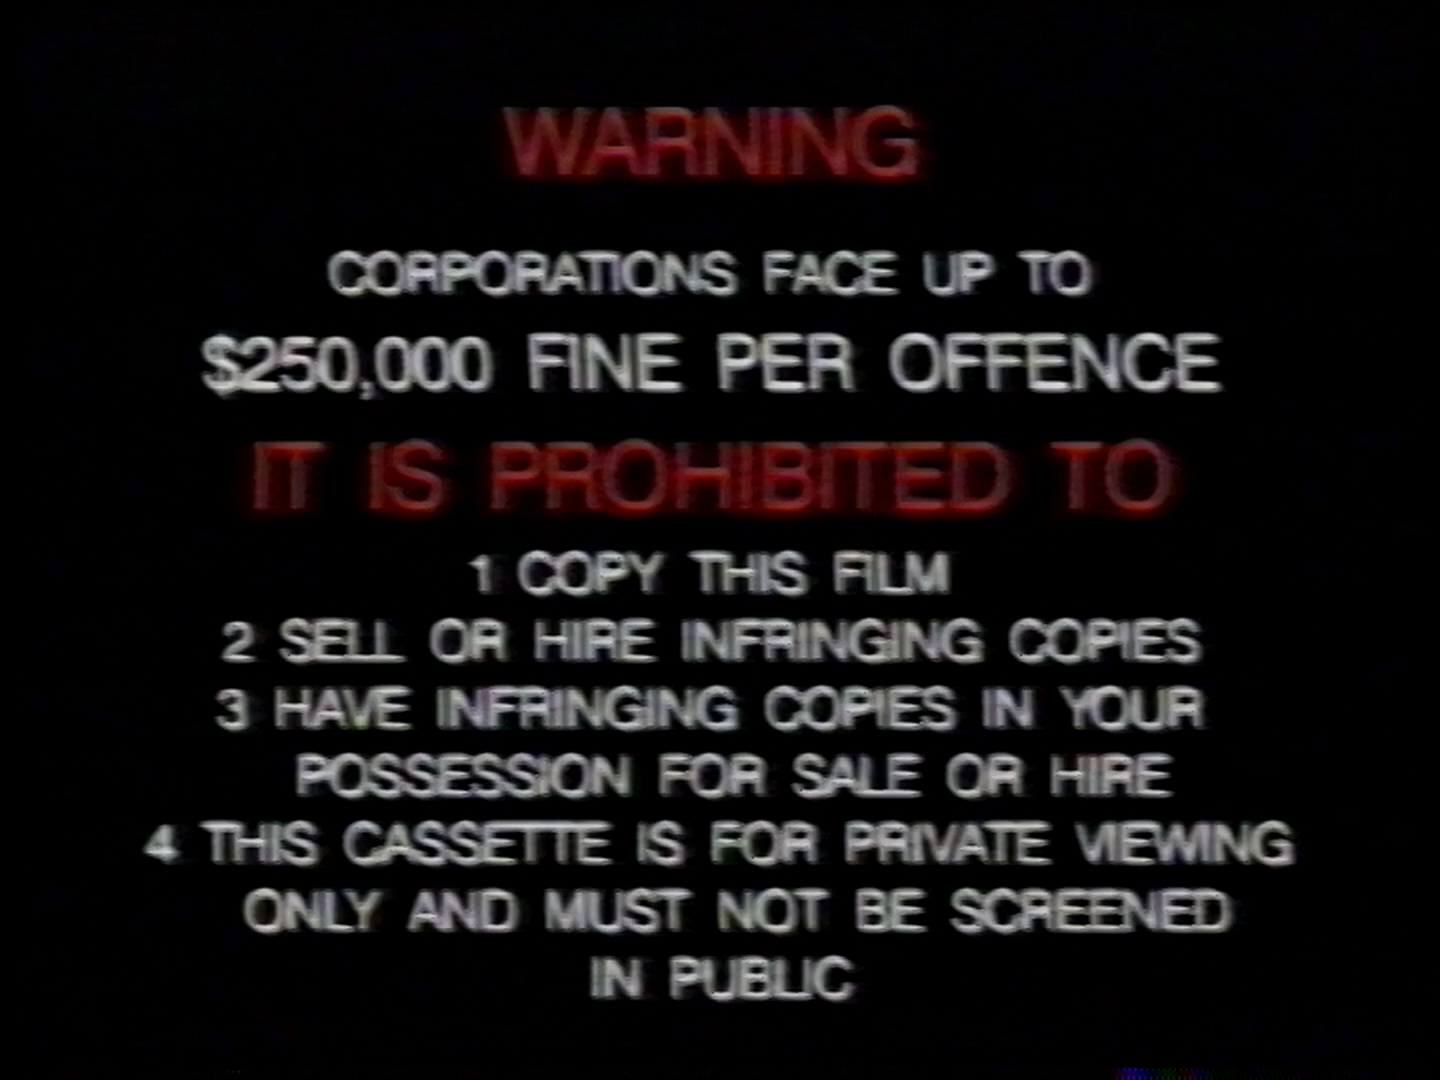 WARNING
CORPORATIONS FACE UP TO
$250,000 FINE PER OFFENCE
IT IS PROHIBITED TO
1 COPY THIS FILM
2 SELL OR HIRE INFRINGING COPIES
3 HAVE INFRINGING COPIES IN YOUR
POSSESSION FOR SALE OR HIRE
4 THIS CASSETTE IS FOR PRIVATE VIEWING
ONLY AND MUST NOT BE SCREENED
IN PUBLIC